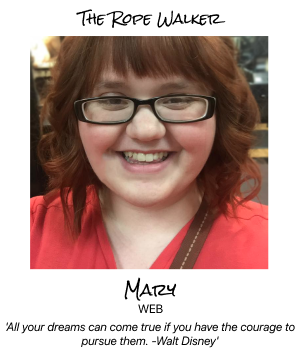 The Rope Walker
Mary
WEB
'All your dreams can come true if you have the courage to
pursue them. -Walt Disney'